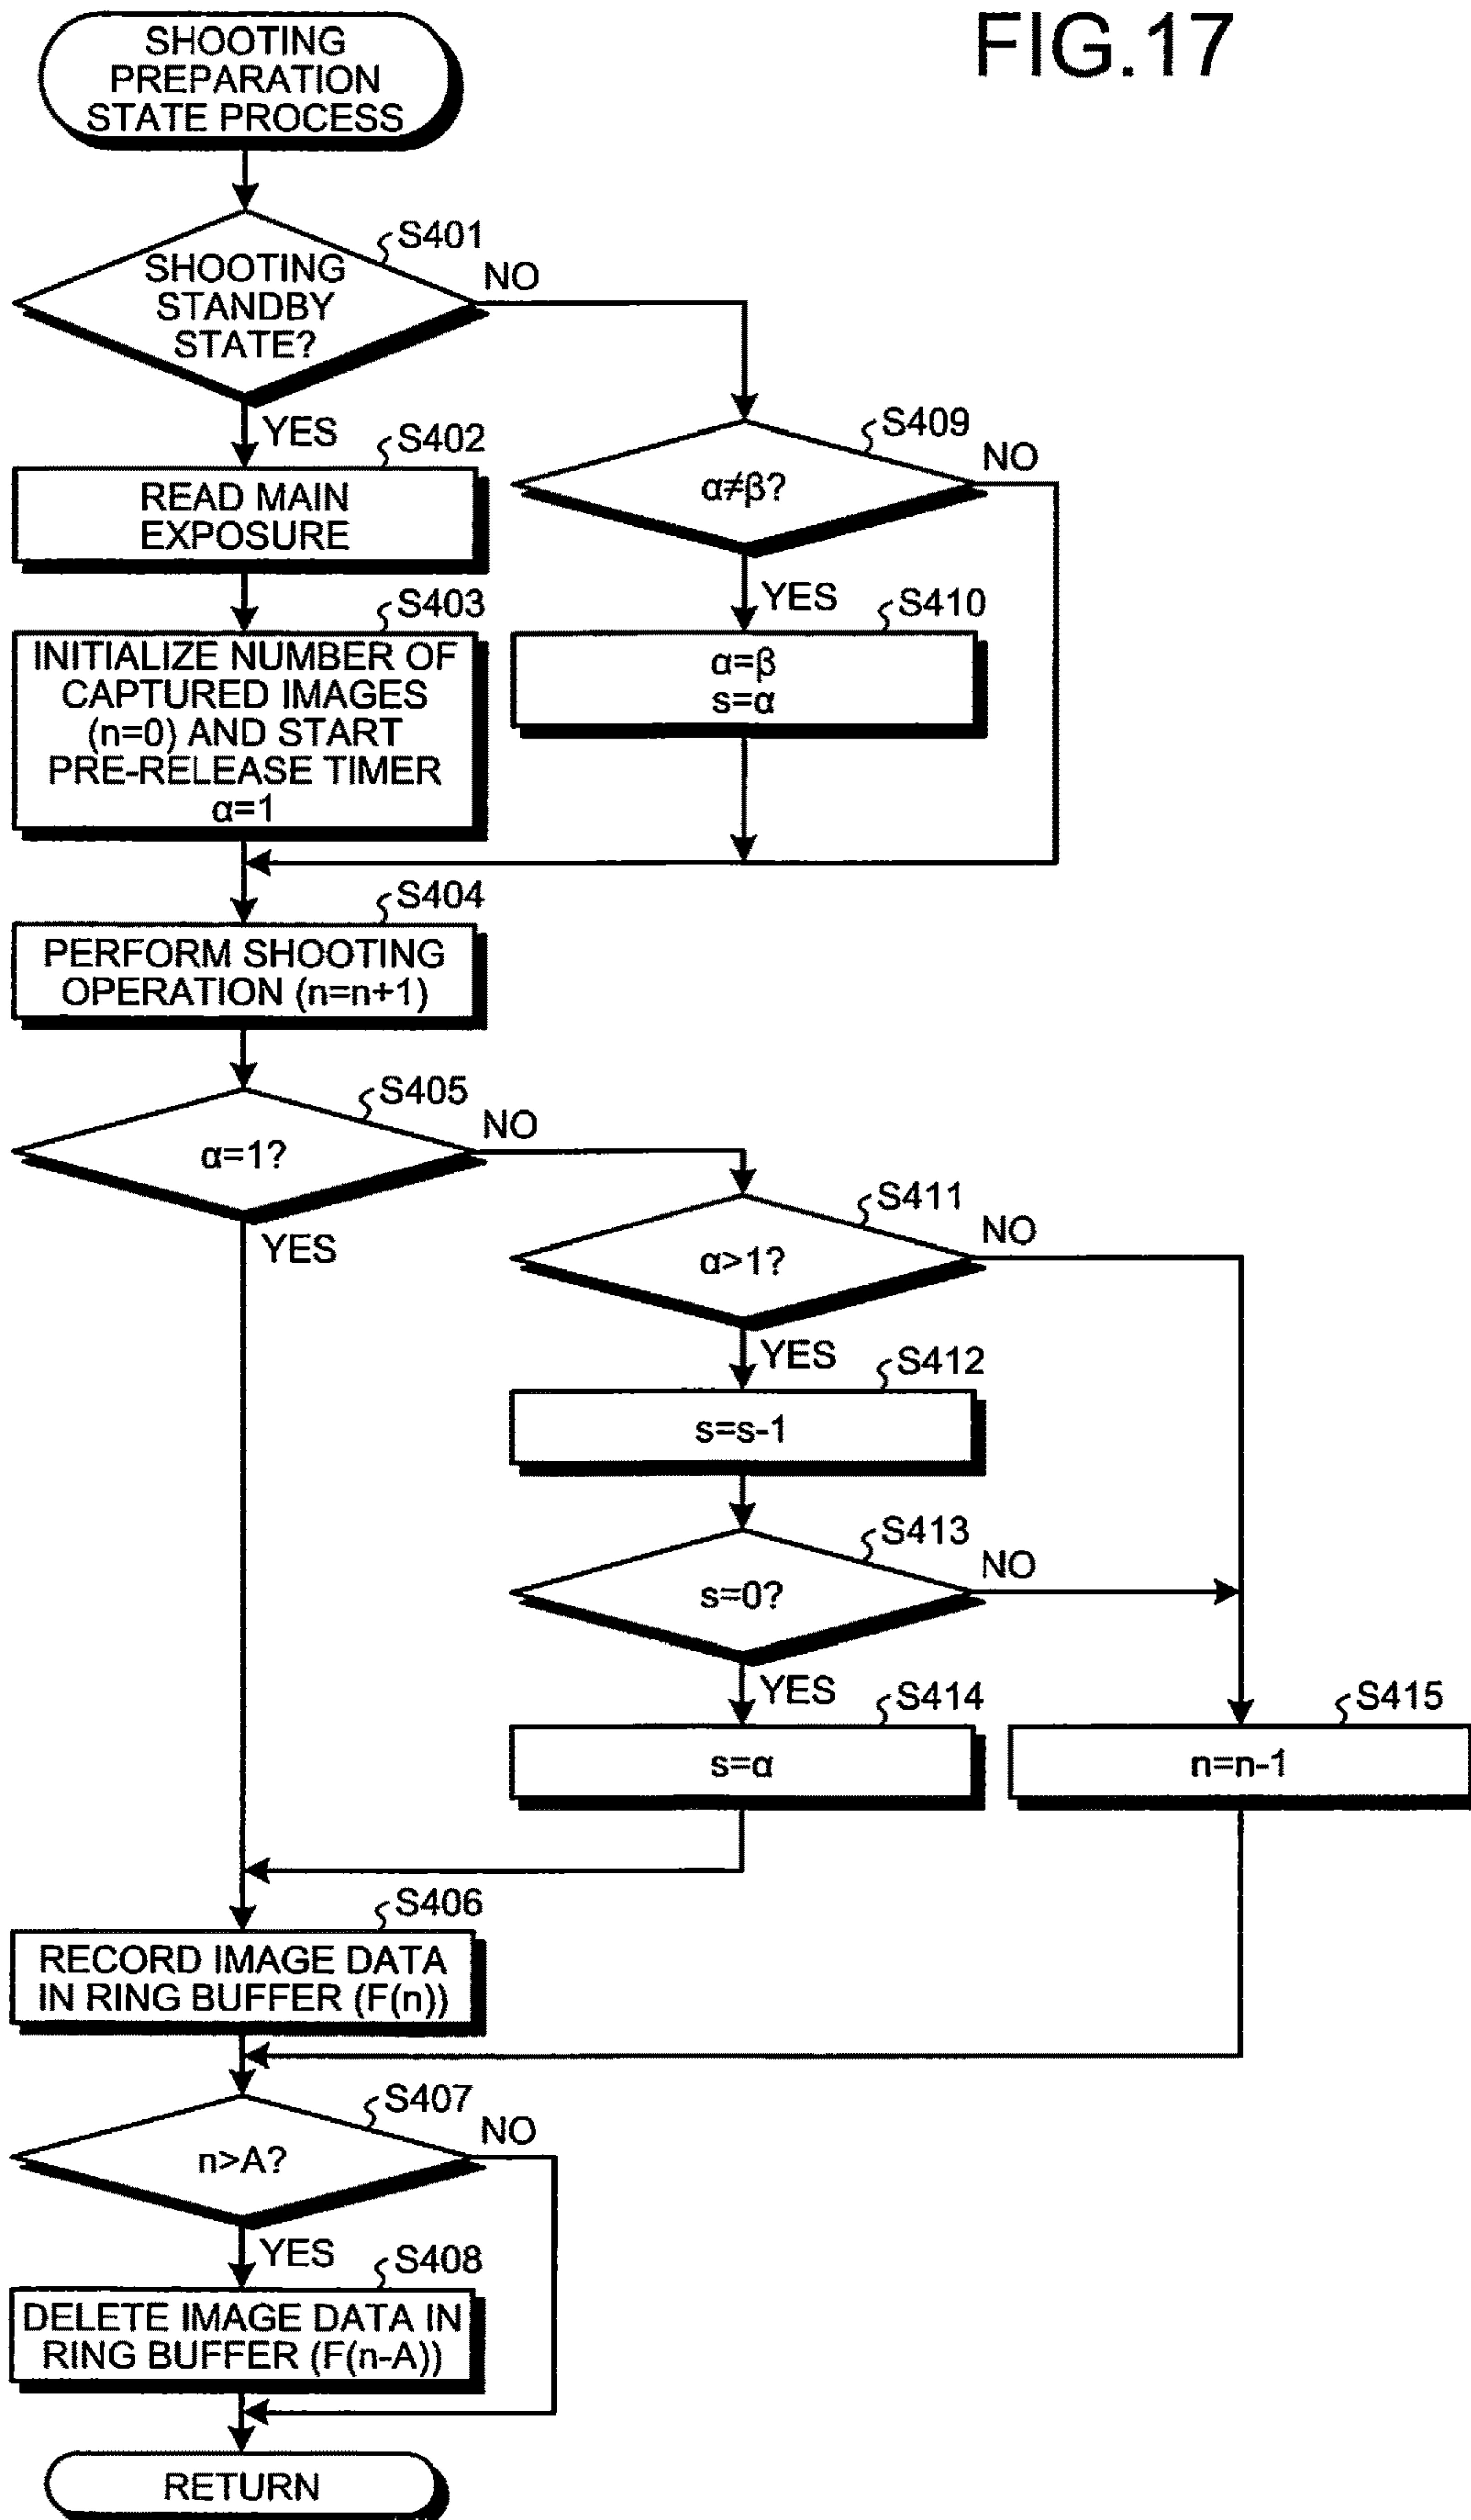 FIG.17
SHOOTING
PREPARATION
STATE PROCESS
S401
SHOOTING
STANDBY
STATE?
NO
YES
S402
READ MAIN
EXPOSURE
S409
α≠β?
NO
YES
S403
INITIALIZE NUMBER OF
CAPTURED IMAGES
(n=0) AND START
PRE-RELEASE TIMER
α=1
S410
α=β
s=α
S404
PERFORM SHOOTING
OPERATION (n=n+1)
S405
α=1?
NO
YES
S411
α>1?
NO
YES
S412
s=s-1
S413
s=0?
NO
YES
S414
s=α
S415
n=n-1
S406
RECORD IMAGE DATA
IN RING BUFFER (F(n))
S407
n>A?
NO
YES
S408
DELETE IMAGE DATA IN
RING BUFFER (F(n-A))
RETURN